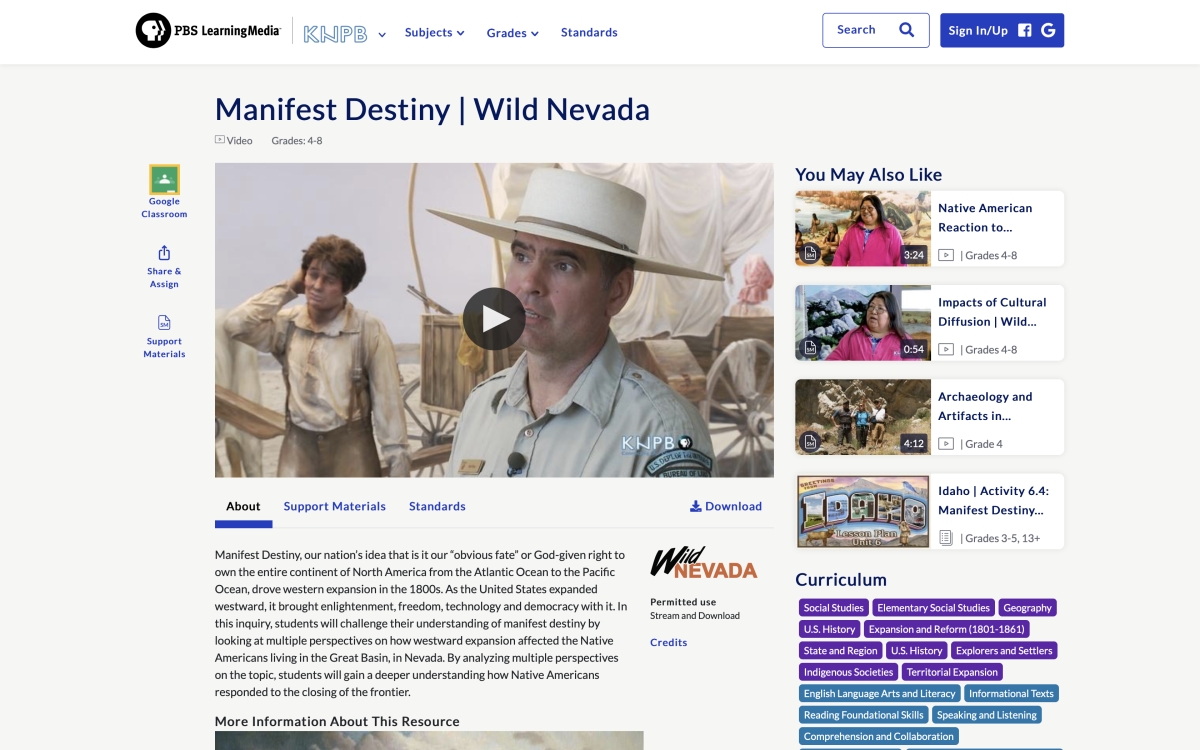 PBS LearningMedia
KNPB
Subjects
Grades
Standards
Search
Sign In/Up
Manifest Destiny | Wild Nevada
Video
Grades: 4-8
Google
Classroom
Share &
Assign
Support
Materials
KNPB
About
Support Materials
Standards
Download
Manifest Destiny, our nation's idea that is it our “obvious fate” or God-given right to
own the entire continent of North America from the Atlantic Ocean to the Pacific
Ocean, drove western expansion in the 1800s. As the United States expanded
westward, it brought enlightenment, freedom, technology and democracy with it. In
this inquiry, students will challenge their understanding of manifest destiny by
looking at multiple perspectives on how westward expansion affected the Native
Americans living in the Great Basin, in Nevada. By analyzing multiple perspectives
on the topic, students will gain a deeper understanding how Native Americans
responded to the closing of the frontier.
More Information About This Resource
Wild
NEVADA
Permitted use
Stream and Download
Credits
You May Also Like
SM
3:24
Native American
Reaction to...
| Grades 4-8
SM
0:54
Impacts of Cultural
Diffusion | Wild...
| Grades 4-8
SM
4:12
Archaeology and
Artifacts in...
| Grade 4
GREETINGS
FROM
IDAHO
Lesson Plan
Unit 6
Idaho | Activity 6.4:
Manifest Destiny...
| Grades 3-5, 13+
Curriculum
Social Studies
Elementary Social Studies
Geography
U.S. History
Expansion and Reform (1801-1861)
State and Region
U.S. History
Explorers and Settlers
Indigenous Societies
Territorial Expansion
English Language Arts and Literacy
Informational Texts
Reading Foundational Skills
Speaking and Listening
Comprehension and Collaboration